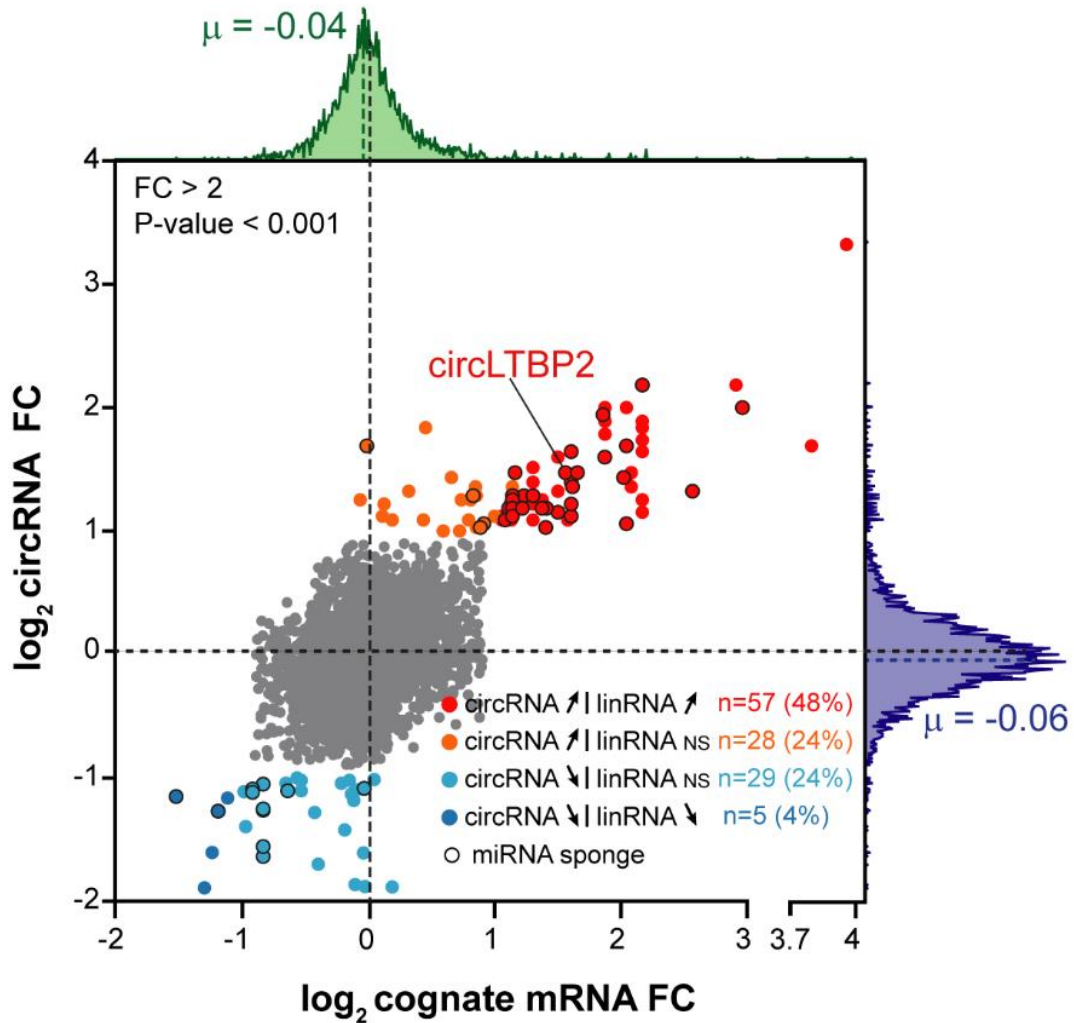 μ = -0.04
FC > 2
P-value < 0.001
circLTBP2
4
3
2
1
0
-1
-2
log2 circRNA FC
circRNA ↗ | linRNA ↗ n=57 (48%)
circRNA ↗ | linRNA NS n=28 (24%)
circRNA ↘ | linRNA NS n=29 (24%)
circRNA ↘ | linRNA ↘ n=5 (4%)
miRNA sponge
μ = -0.06
-2 -1 0 1 2 3 3.7 4
log2 cognate mRNA FC